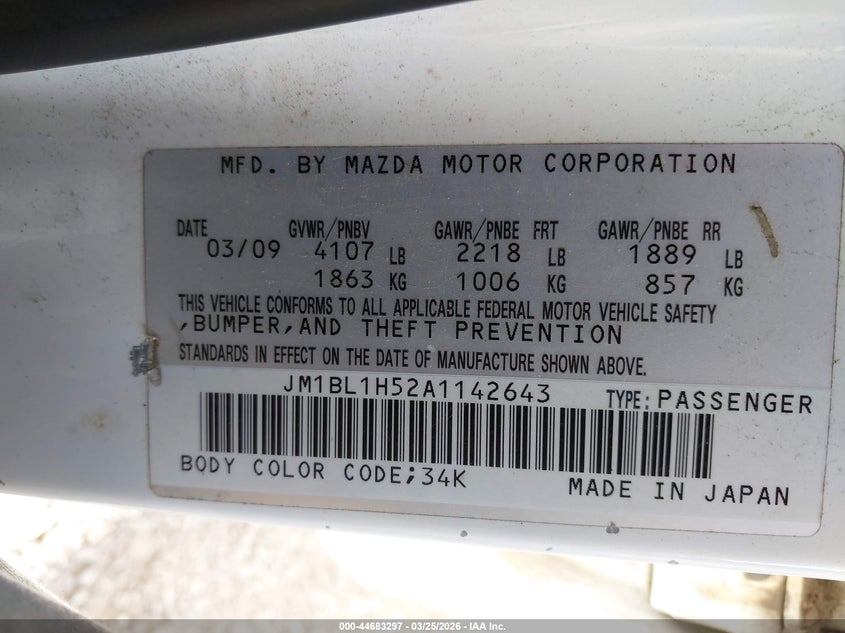 MFD. BY MAZDA MOTOR CORPORATION
DATE GVWR/PNBV GAWR/PNBE FRT GAWR/PNBE RR
03/09 4107 LB 2218 LB 1889 LB
1863 KG 1006 KG 857 KG
THIS VEHICLE CONFORMS TO ALL APPLICABLE FEDERAL MOTOR VEHICLE SAFETY
,BUMPER,AND THEFT PREVENTION
STANDARDS IN EFFECT ON THE DATE OF MANUFACTURE SHOWN ABOVE.
JM1BL1H52A1142643 TYPE: PASSENGER
BODY COLOR CODE;34K
MADE IN JAPAN
000-44683297 - 03/25/2026 - IAA Inc.